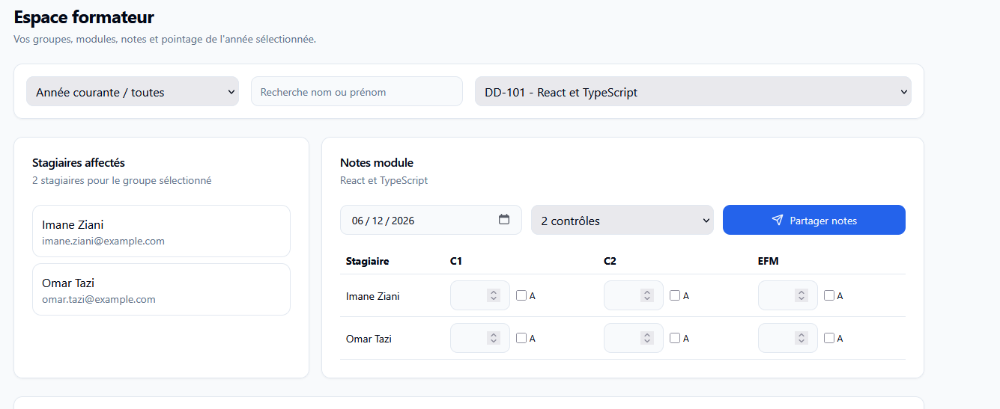 Espace formateur
Vos groupes, modules, notes et pointage de l'année sélectionnée.
Année courante / toutes
Recherche nom ou prénom
DD-101 - React et TypeScript
Stagiaires affectés
2 stagiaires pour le groupe sélectionné
Imane Ziani
imane.ziani@example.com
Omar Tazi
omar.tazi@example.com
Notes module
React et TypeScript
06 / 12 / 2026
2 contrôles
Partager notes
Stagiaire C1 C2 EFM
Imane Ziani A A A
Omar Tazi A A A